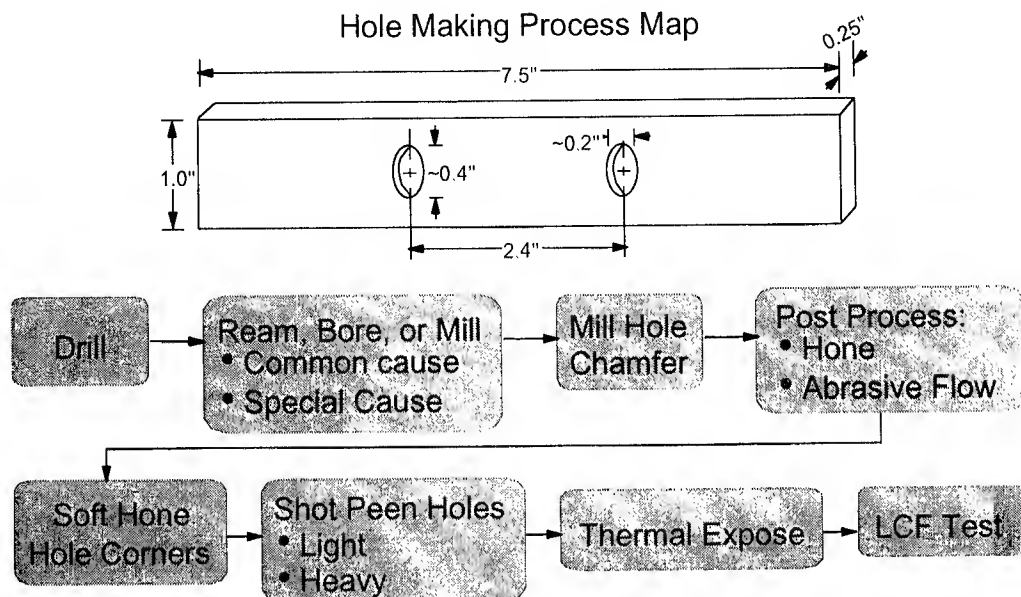 Hole Making Process Map
0.25"
7.5"
1.0"
~0.4"
~0.2"
2.4"
Drill
Ream, Bore, or Mill
• Common cause
• Special Cause
Mill Hole
Chamfer
Post Process:
• Hone
• Abrasive Flow
Soft Hone
Hole Corners
Shot Peen Holes
• Light
• Heavy
Thermal Expose
LCF Test